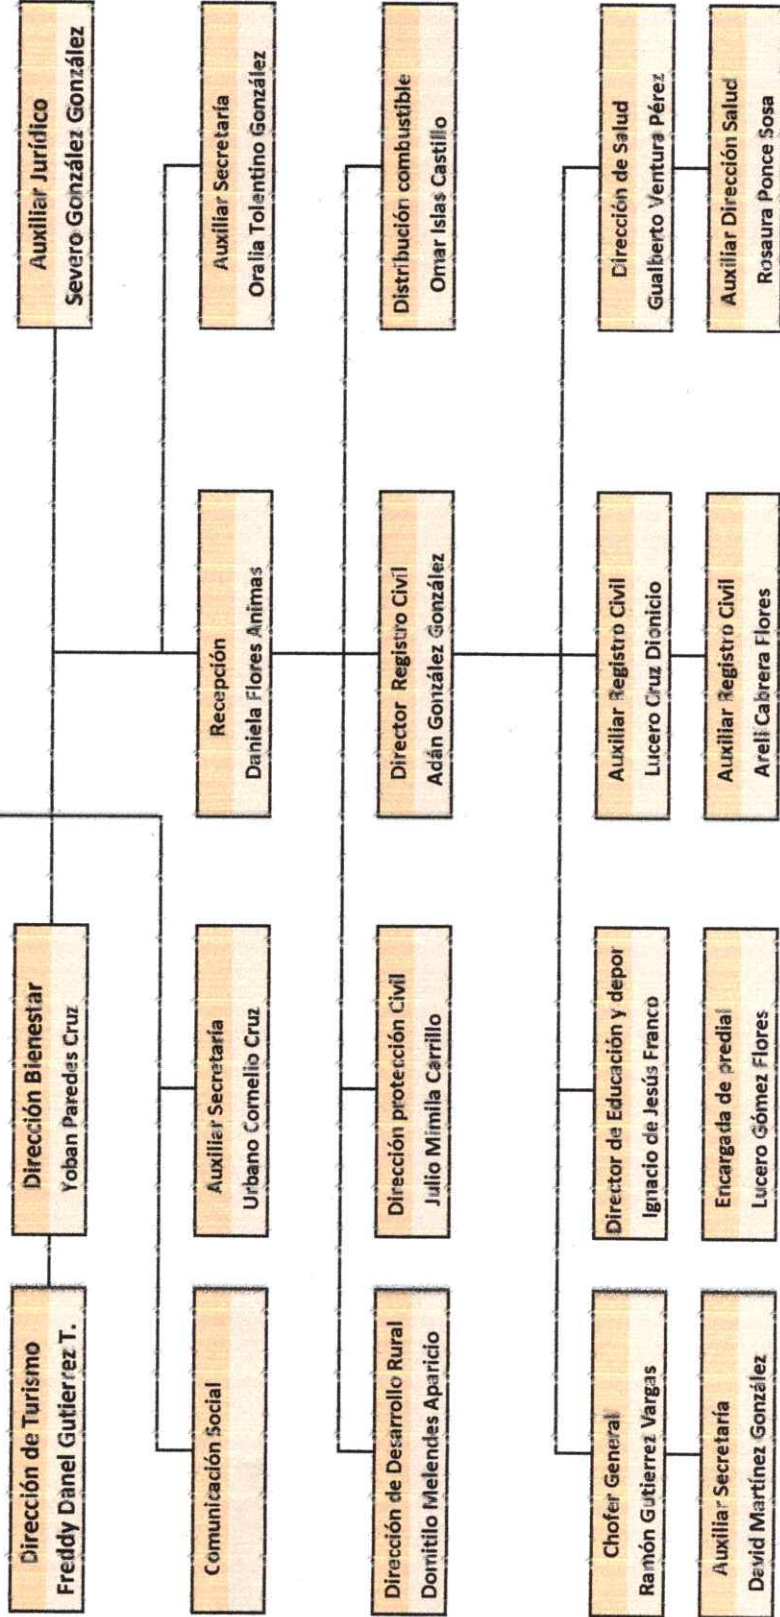 Dirección de Turismo
Freddy Danel Gutierrez T.
Dirección Bienestar
Yoban Paredes Cruz
Auxiliar Jurídico
Severo González González
Comunicación Social
Auxiliar Secretaría
Urbano Cornelio Cruz
Recepción
Daniela Flores Animas
Auxiliar Secretaría
Oralia Tolentino González
Dirección de Desarrollo Rural
Domitilo Melendes Aparicio
Dirección protección Civil
Julio Mimila Carrillo
Director Registro Civil
Adán González González
Distribución combustible
Omar Islas Castillo
Chofer General
Ramón Gutierrez Vargas
Director de Educación y depor
Ignacio de Jesús Franco
Auxiliar Registro Civil
Lucero Cruz Dionicio
Dirección de Salud
Gualberto Ventura Pérez
Auxiliar Secretaría
David Martínez González
Encargada de predial
Lucero Gómez Flores
Auxiliar Registro Civil
Areli Cabrera Flores
Auxiliar Dirección Salud
Rosaura Ponce Sosa